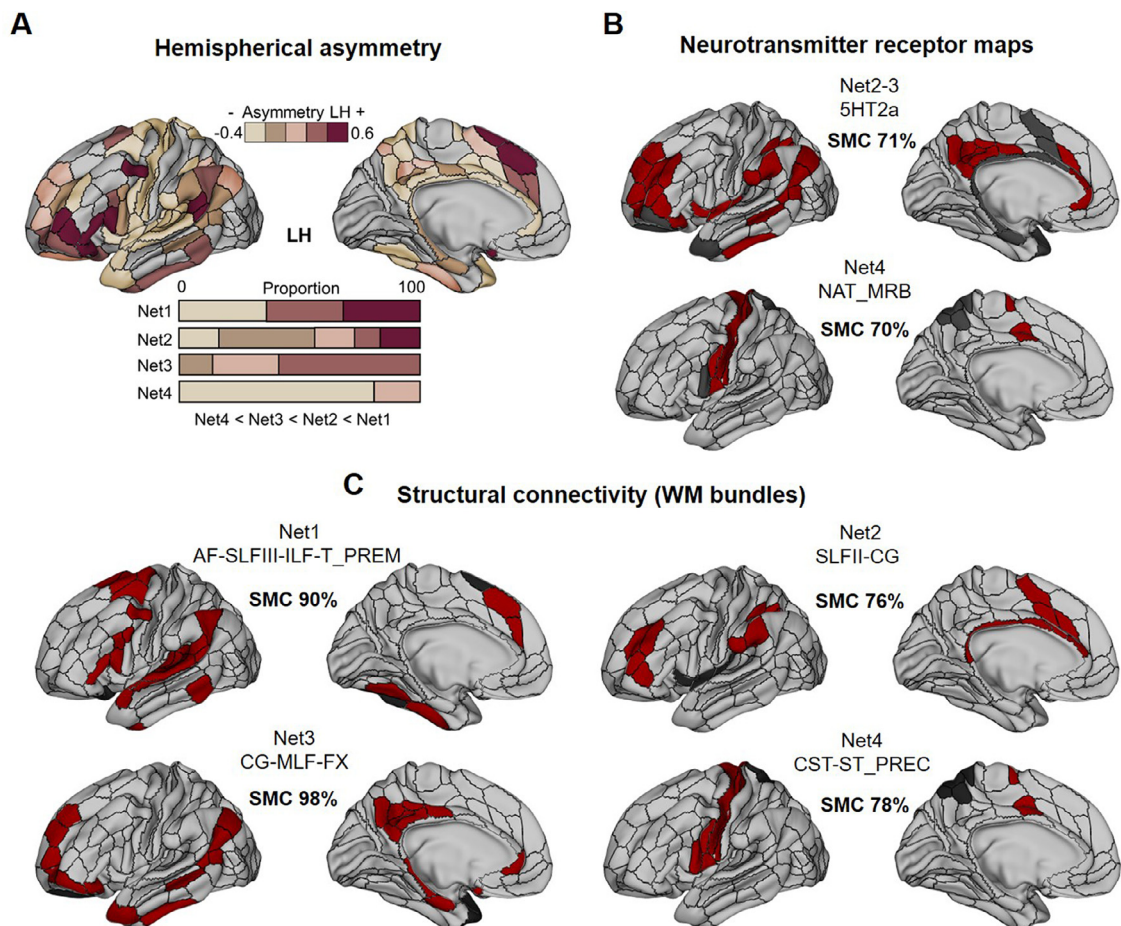 A
Hemispherical asymmetry
- Asymmetry LH +
-0.4 0.6
LH
0 Proportion 100
Net1
Net2
Net3
Net4
Net4 < Net3 < Net2 < Net1
B
Neurotransmitter receptor maps
Net2-3
5HT2a
SMC 71%
Net4
NAT_MRB
SMC 70%
C
Structural connectivity (WM bundles)
Net1
AF-SLFIII-ILF-T_PREM
SMC 90%
Net2
SLFII-CG
SMC 76%
Net3
CG-MLF-FX
SMC 98%
Net4
CST-ST_PREC
SMC 78%